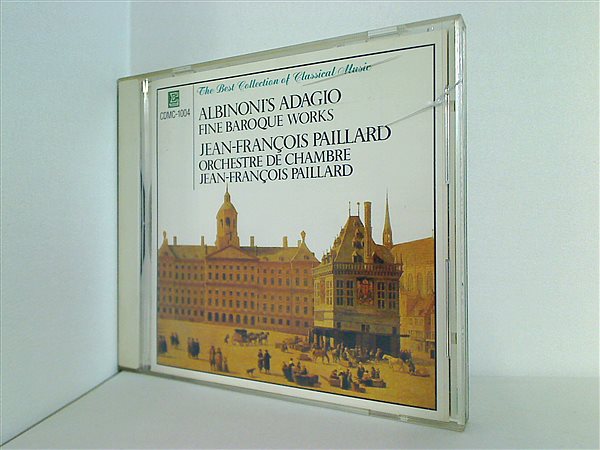 The Best Collection of Classical Music
ERATO
CDMC-1004
ALBINONI'S ADAGIO
FINE BAROQUE WORKS
JEAN-FRANÇOIS PAILLARD
ORCHESTRE DE CHAMBRE
JEAN-FRANÇOIS PAILLARD